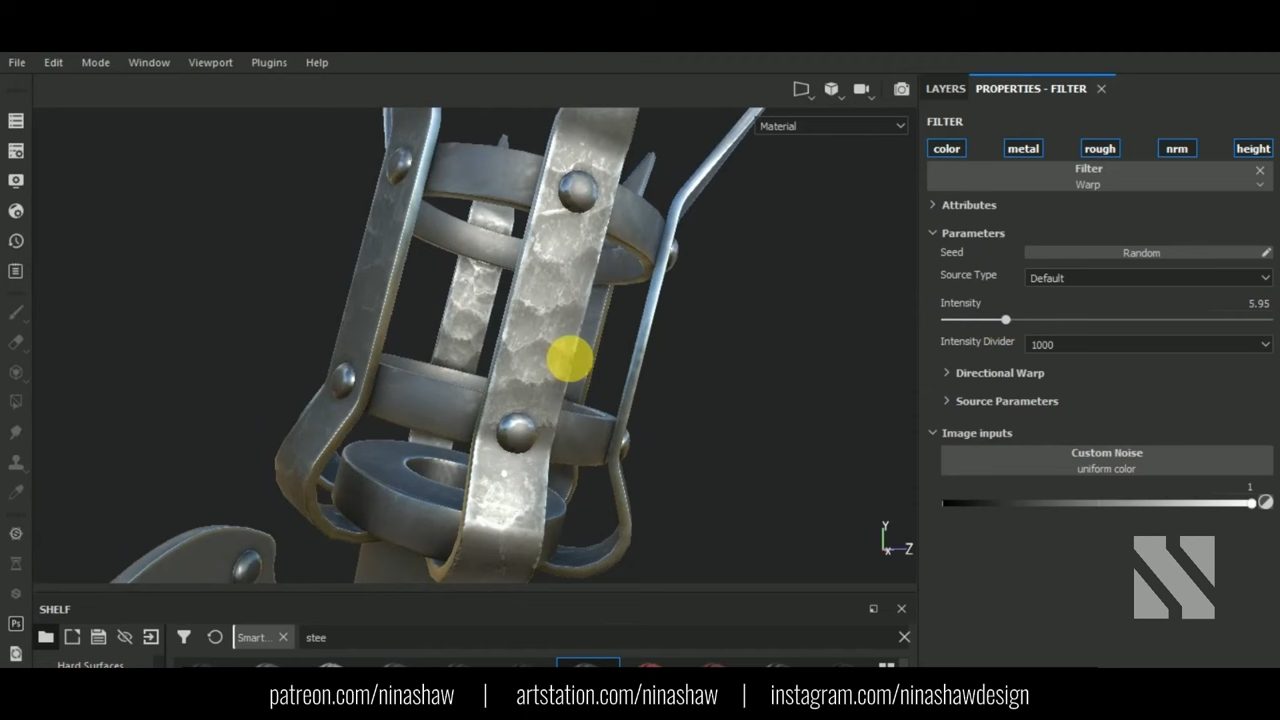 File Edit Mode Window Viewport Plugins Help
LAYERS PROPERTIES - FILTER
Material
FILTER
color metal rough nrm height
Filter
Warp
Attributes
Parameters
Seed Random
Source Type Default
Intensity 5.95
Intensity Divider 1000
Directional Warp
Source Parameters
Image inputs
Custom Noise
uniform color
1
Y
X Z
SHELF
Ps
Smart... stee
Hard Surfaces
patreon.com/ninashaw | artstation.com/ninashaw | instagram.com/ninashawdesign